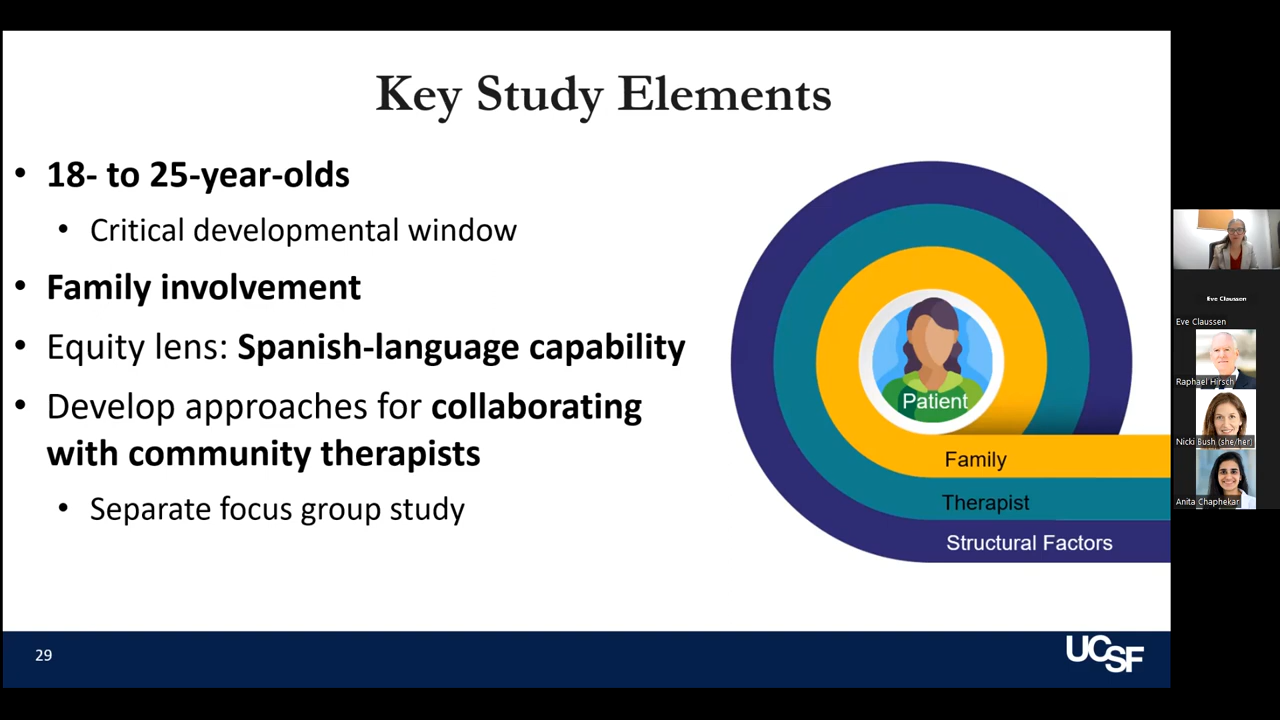 Key Study Elements
• 18- to 25-year-olds
• Critical developmental window
• Family involvement
• Equity lens: Spanish-language capability
• Develop approaches for collaborating
with community therapists
• Separate focus group study
Patient
Family
Therapist
Structural Factors
29
UCSF
Eve Claussen
Eve Claussen
Raphael Hirsch
Nicki Bush (she/her)
Anita Chaphekar